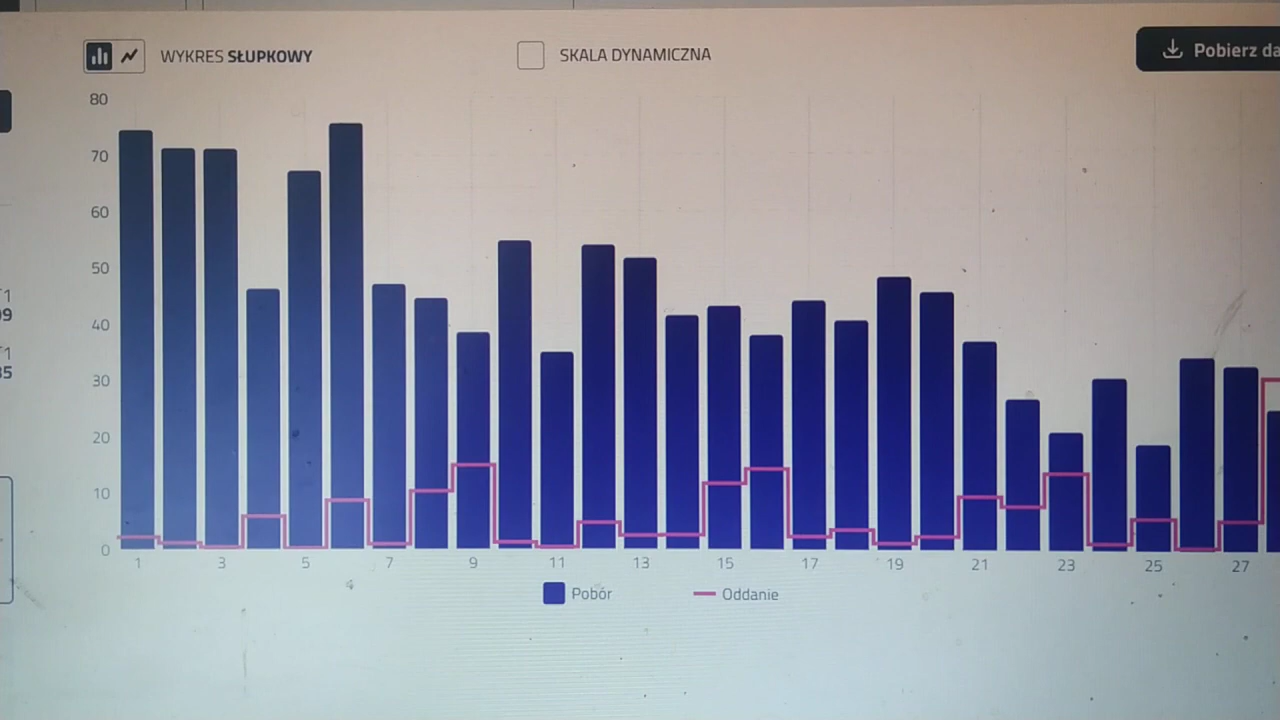 WYKRES SŁUPKOWY
SKALA DYNAMICZNA
Pobierz da
80
70
60
50
40
30
20
10
0
1 3 5 7 9 11 13 15 17 19 21 23 25 27
Pobór
Oddanie